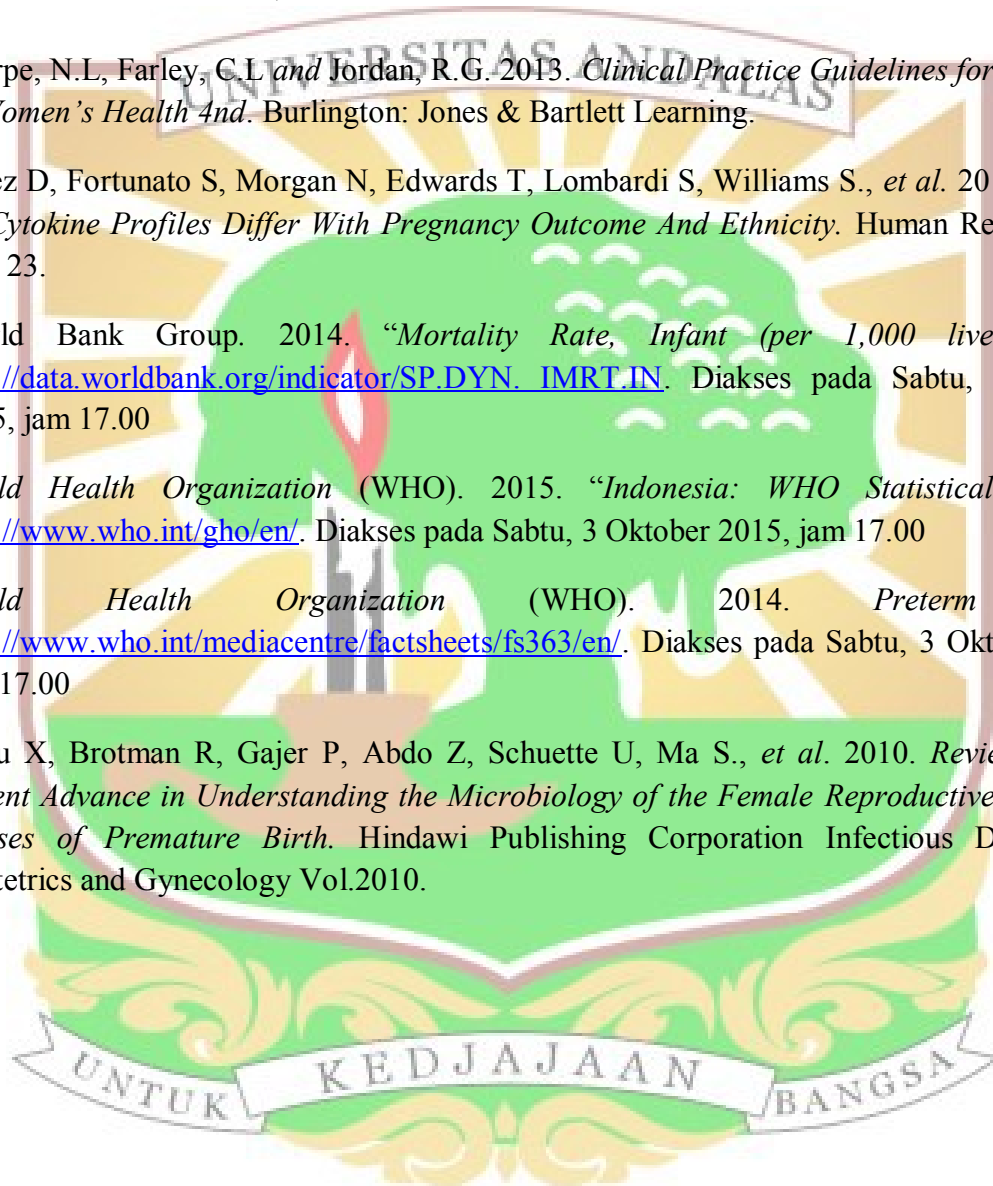 UNIVERSITAS ANDALAS
rpe, N.L, Farley, C.L and Jordan, R.G. 2013. Clinical Practice Guidelines for
omen’s Health 4nd. Burlington: Jones & Bartlett Learning.
ez D, Fortunato S, Morgan N, Edwards T, Lombardi S, Williams S., et al. 20
Cytokine Profiles Differ With Pregnancy Outcome And Ethnicity. Human Re
23.
ld Bank Group. 2014. “Mortality Rate, Infant (per 1,000 live
://data.worldbank.org/indicator/SP.DYN. IMRT.IN. Diakses pada Sabtu,
5, jam 17.00
ld Health Organization (WHO). 2015. “Indonesia: WHO Statistical
://www.who.int/gho/en/. Diakses pada Sabtu, 3 Oktober 2015, jam 17.00
ld Health Organization (WHO). 2014. Preterm
://www.who.int/mediacentre/factsheets/fs363/en/. Diakses pada Sabtu, 3 Okt
17.00
u X, Brotman R, Gajer P, Abdo Z, Schuette U, Ma S., et al. 2010. Revie
ent Advance in Understanding the Microbiology of the Female Reproductive
ses of Premature Birth. Hindawi Publishing Corporation Infectious D
tetrics and Gynecology Vol.2010.
UNTUK KEDJAJAAN BANGSA